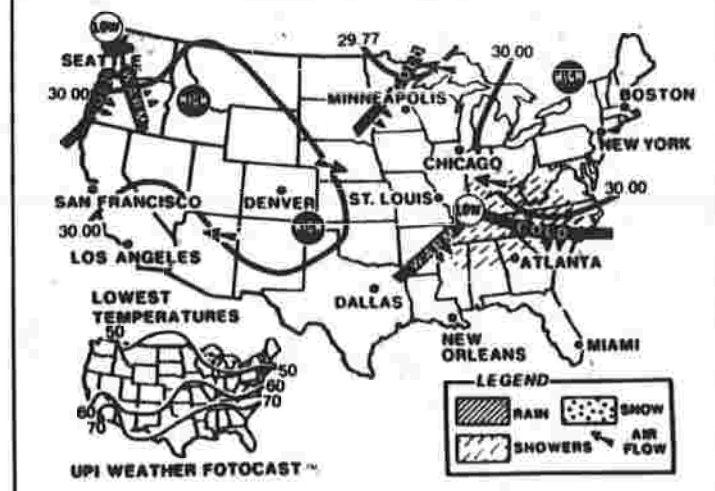 LOW
SEATTLE
29.77
30.00
30.00
HIGH
HIGH
MINNEAPOLIS
BOSTON
NEW YORK
CHICAGO
SAN FRANCISCO
DENVER
ST. LOUIS
30.00
LOW
30.00
HIGH
COLD
LOS ANGELES
ATLANTA
LOWEST
TEMPERATURES
DALLAS
50
NEW
ORLEANS
MIAMI
50
60
60
70
70
LEGEND
RAIN
SNOW
SHOWERS
AIR
FLOW
UPI WEATHER FOTOCAST ™